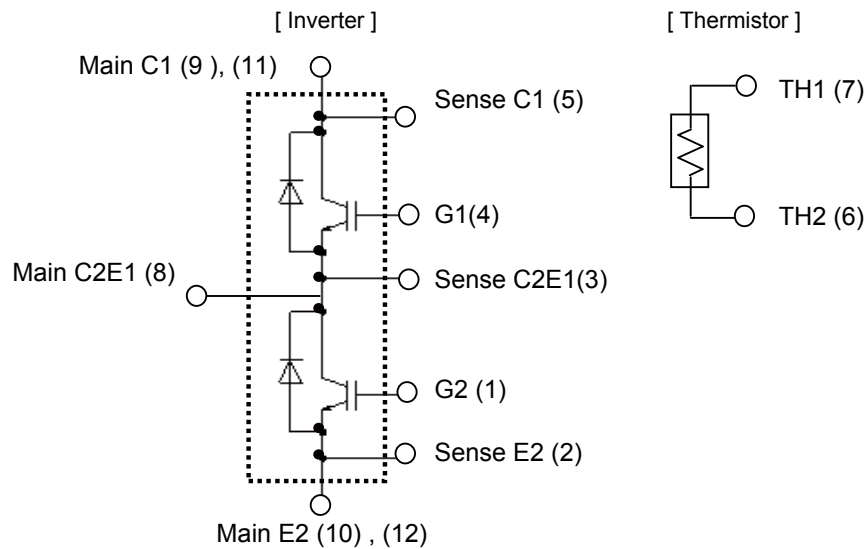 [ Inverter ]
[ Thermistor ]
Main C1 (9 ), (11)
Sense C1 (5)
TH1 (7)
G1(4)
TH2 (6)
Main C2E1 (8)
Sense C2E1(3)
G2 (1)
Sense E2 (2)
Main E2 (10) , (12)